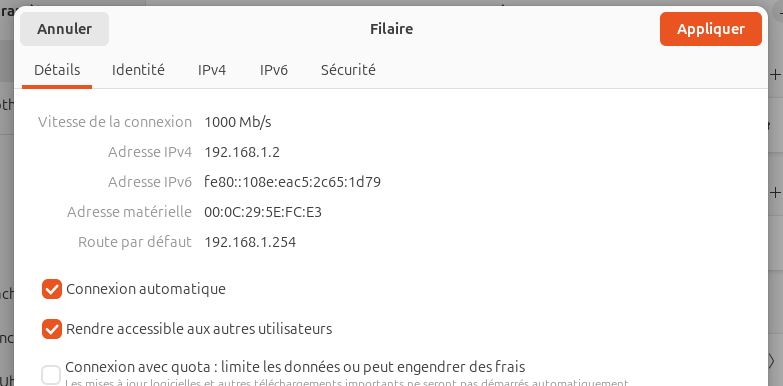 Annuler Filaire Appliquer
Détails Identité IPv4 IPv6 Sécurité
Vitesse de la connexion 1000 Mb/s
Adresse IPv4 192.168.1.2
Adresse IPv6 fe80::108e:eac5:2c65:1d79
Adresse matérielle 00:0C:29:5E:FC:E3
Route par défaut 192.168.1.254
Connexion automatique
Rendre accessible aux autres utilisateurs
Connexion avec quota : limite les données ou peut engendrer des frais
Les mises à jour logicielles et autres téléchargements importants ne seront pas démarrés automatiquement.